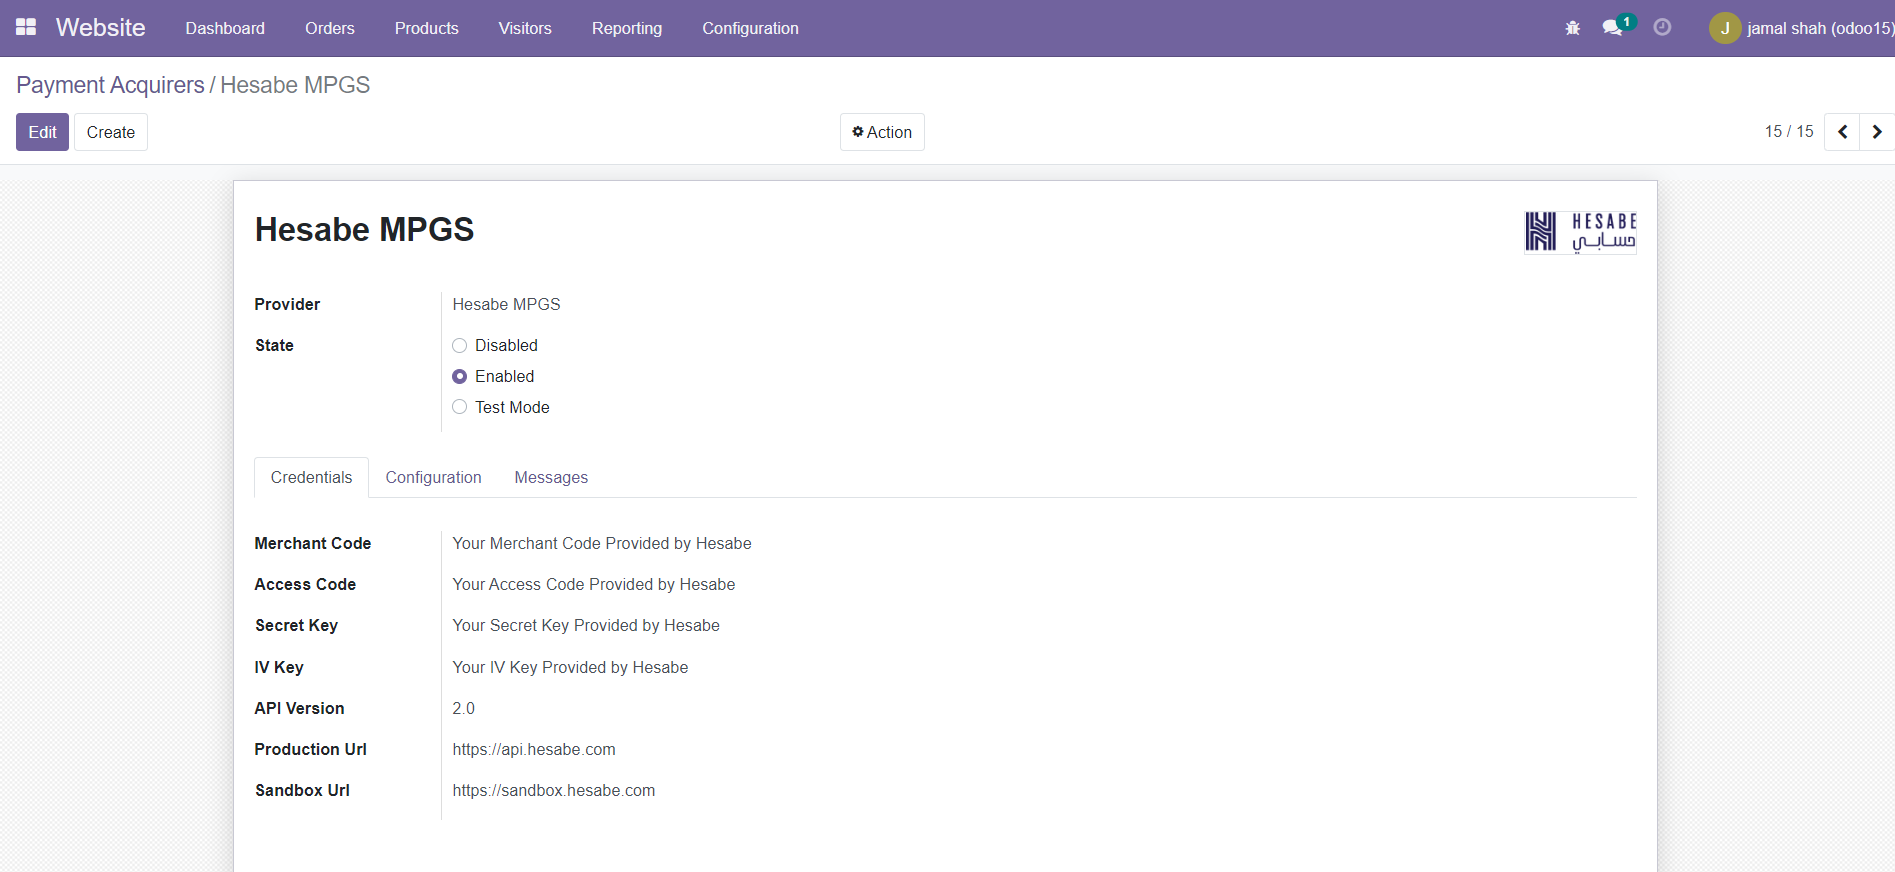 Website Dashboard Orders Products Visitors Reporting Configuration 1 J jamal shah (odoo15)
Payment Acquirers / Hesabe MPGS
Edit Create Action 15 / 15
Hesabe MPGS
HESABE
حسابي
Provider Hesabe MPGS
State Disabled
Enabled
Test Mode
Credentials Configuration Messages
Merchant Code Your Merchant Code Provided by Hesabe
Access Code Your Access Code Provided by Hesabe
Secret Key Your Secret Key Provided by Hesabe
IV Key Your IV Key Provided by Hesabe
API Version 2.0
Production Url https://api.hesabe.com
Sandbox Url https://sandbox.hesabe.com